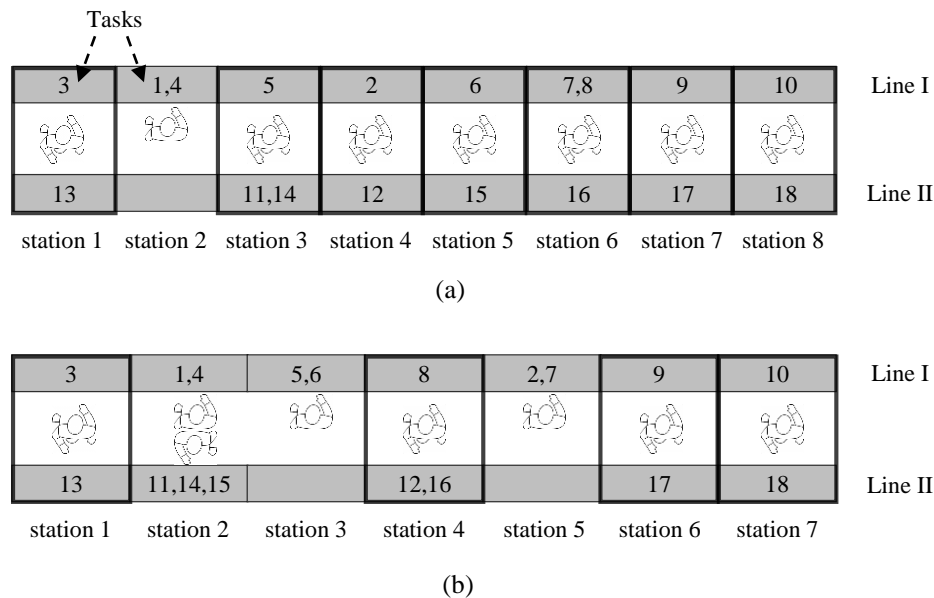 Tasks
3 1,4 5 2 6 7,8 9 10 Line I
13 11,14 12 15 16 17 18 Line II
station 1 station 2 station 3 station 4 station 5 station 6 station 7 station 8
(a)
3 1,4 5,6 8 2,7 9 10 Line I
13 11,14,15 12,16 17 18 Line II
station 1 station 2 station 3 station 4 station 5 station 6 station 7
(b)